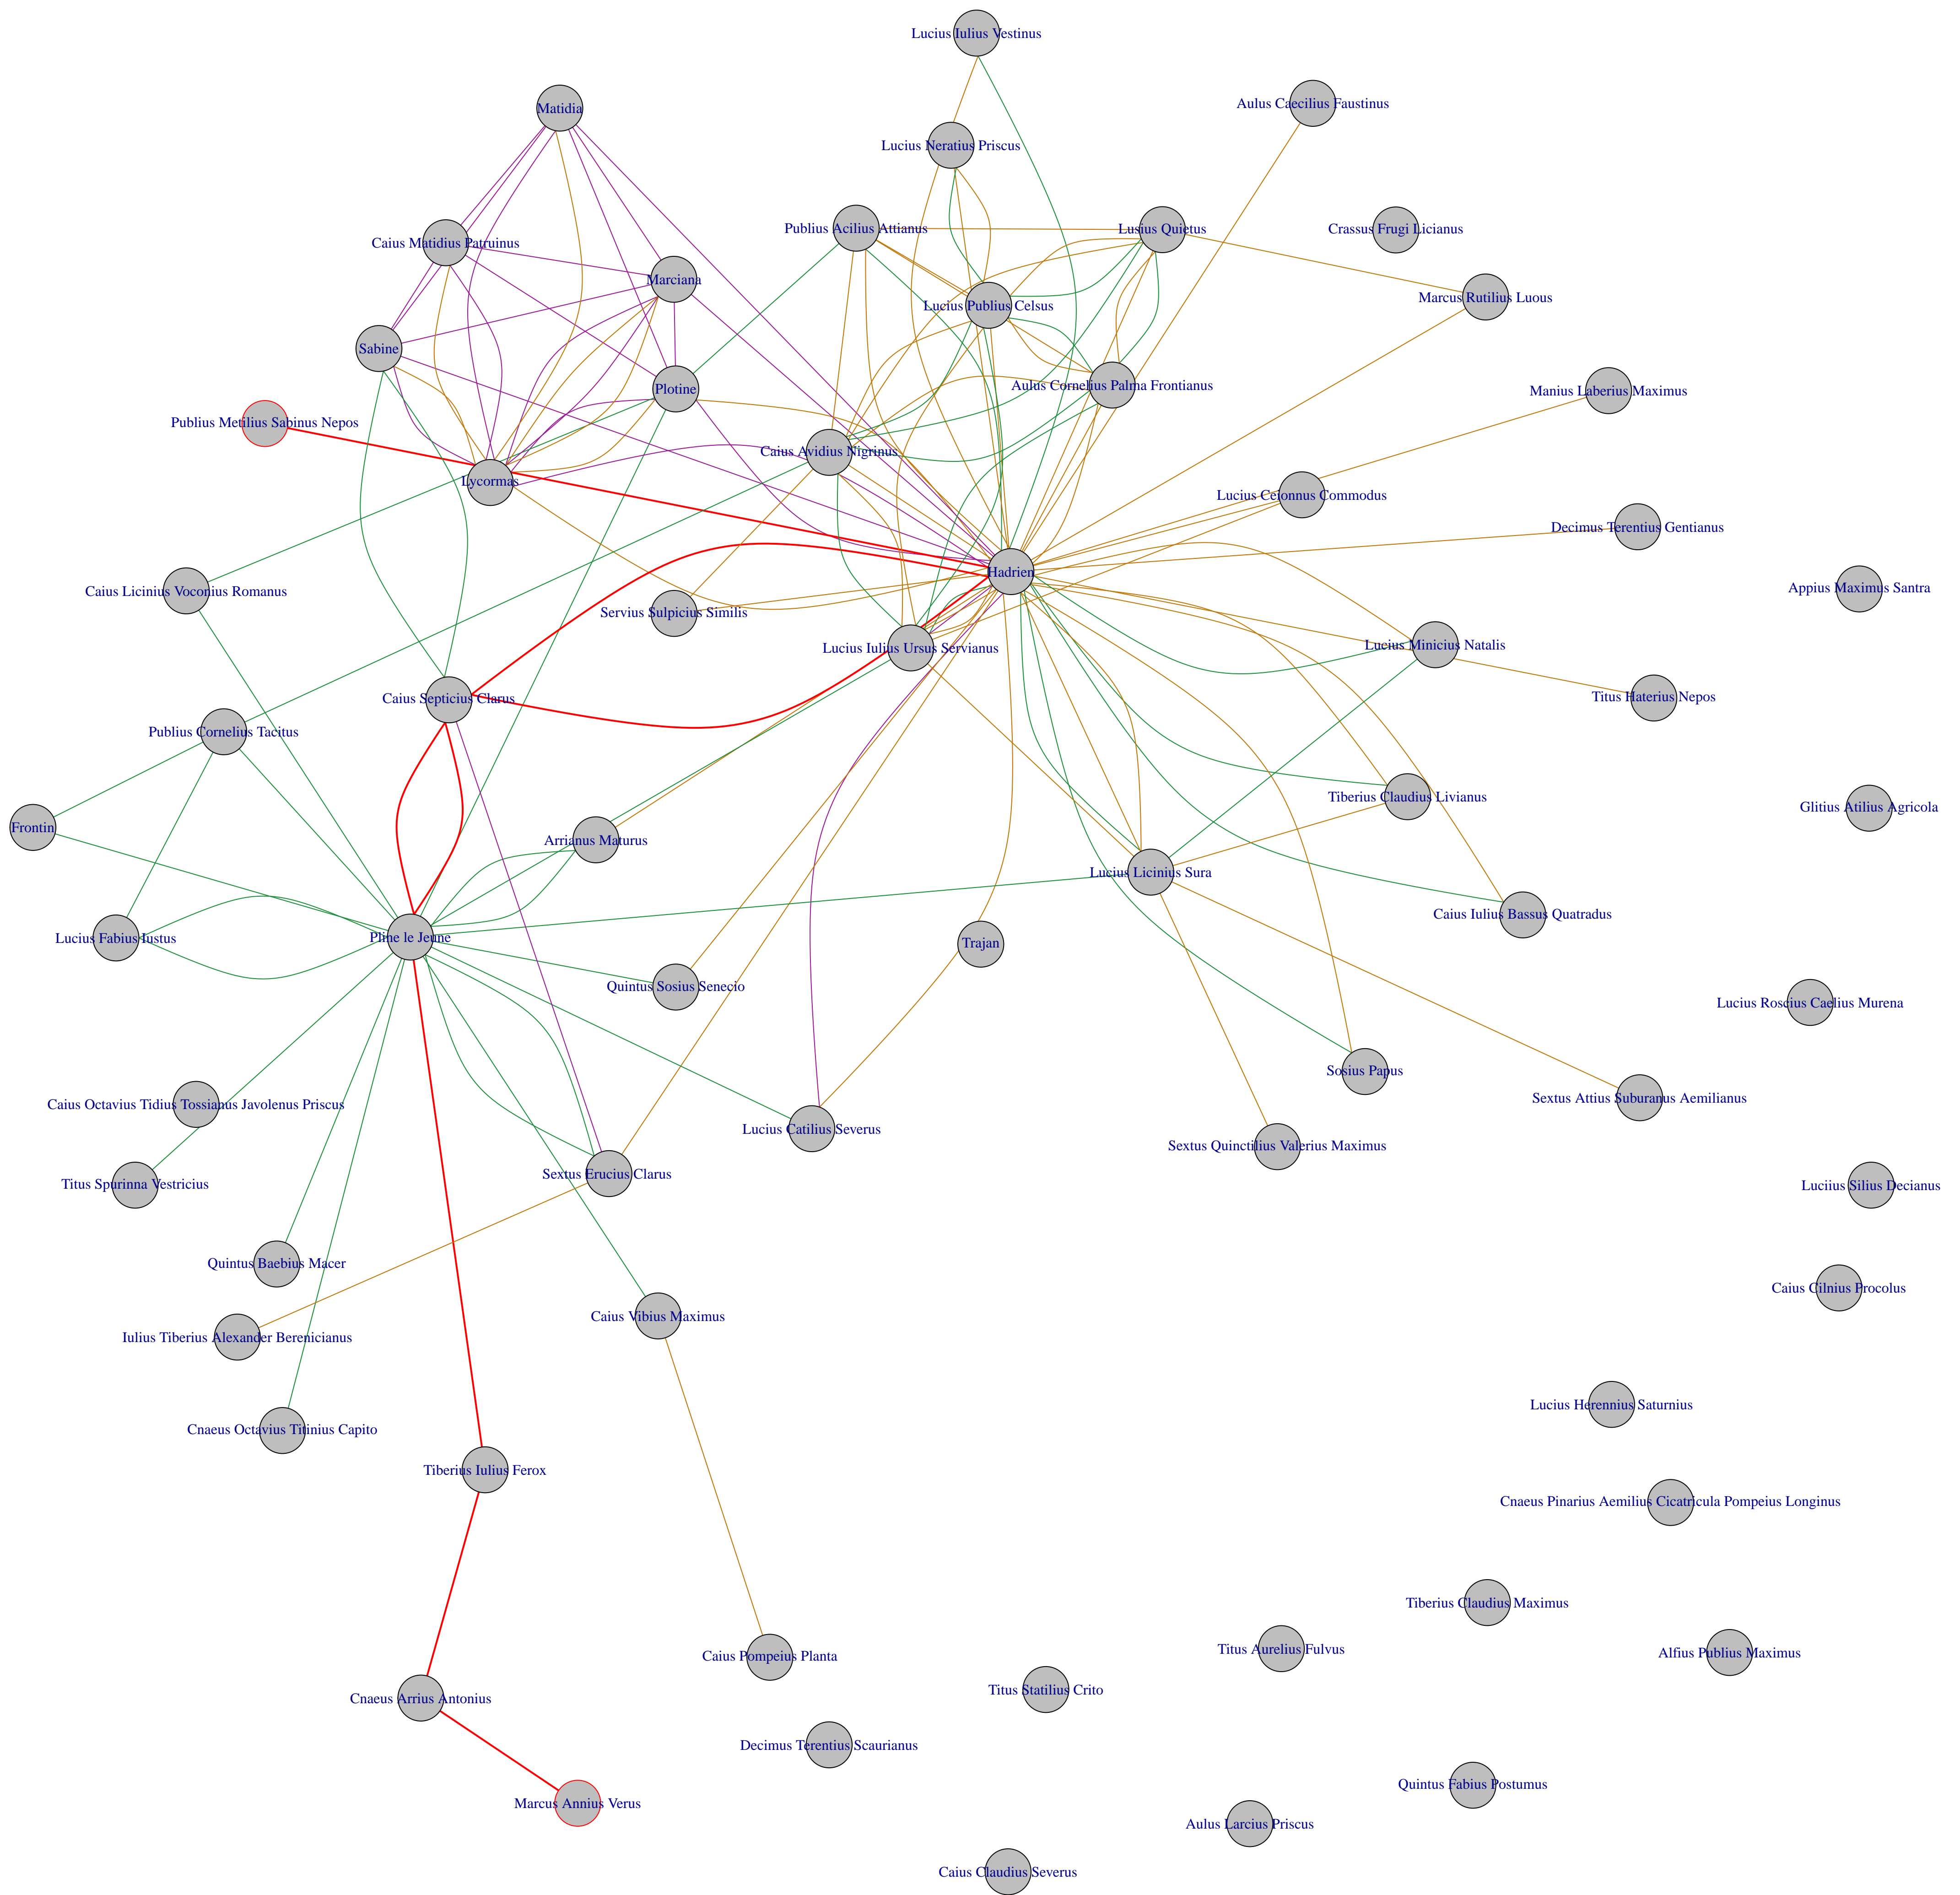 Lucius Iulius Vestinus
Aulus Caecilius Faustinus
Matidia
Lucius Neratius Priscus
Publius Acilius Attianus
Lusius Quietus
Crassus Frugi Licianus
Caius Matidius Patruinus
Marciana
Marcus Rutilius Luous
Lucius Publius Celsus
Sabine
Plotine
Aulus Cornelius Palma Frontianus
Manius Laberius Maximus
Publius Metilius Sabinus Nepos
Caius Avidius Nigrinus
Lycormas
Lucius Ceionnus Commodus
Decimus Terentius Gentianus
Hadrien
Caius Licinius Voconius Romanus
Appius Maximus Santra
Servius Sulpicius Similis
Lucius Iulius Ursus Servianus
Lucius Minicius Natalis
Caius Septicius Clarus
Titus Haterius Nepos
Publius Cornelius Tacitus
Tiberius Claudius Livianus
Glitius Atilius Agricola
Frontin
Arrianus Maturus
Lucius Licinius Sura
Caius Iulius Bassus Quatradus
Lucius Fabius Iustus
Pline le Jeune
Trajan
Quintus Sosius Senecio
Lucius Roscius Caelius Murena
Sosius Papus
Sextus Attius Suburanus Aemilianus
Caius Octavius Tidius Tossianus Javolenus Priscus
Lucius Catilius Severus
Sextus Quinctilius Valerius Maximus
Sextus Erucius Clarus
Titus Spurinna Vestricius
Luciius Silius Decianus
Quintus Baebius Macer
Caius Cilnius Procolus
Caius Vibius Maximus
Iulius Tiberius Alexander Berenicianus
Lucius Herennius Saturnius
Cnaeus Octavius Titinius Capito
Tiberius Iulius Ferox
Cnaeus Pinarius Aemilius Cicatricula Pompeius Longinus
Tiberius Claudius Maximus
Titus Aurelius Fulvus
Alfius Publius Maximus
Caius Pompeius Planta
Titus Statilius Crito
Cnaeus Arrius Antonius
Decimus Terentius Scaurianus
Quintus Fabius Postumus
Marcus Annius Verus
Aulus Larcius Priscus
Caius Claudius Severus